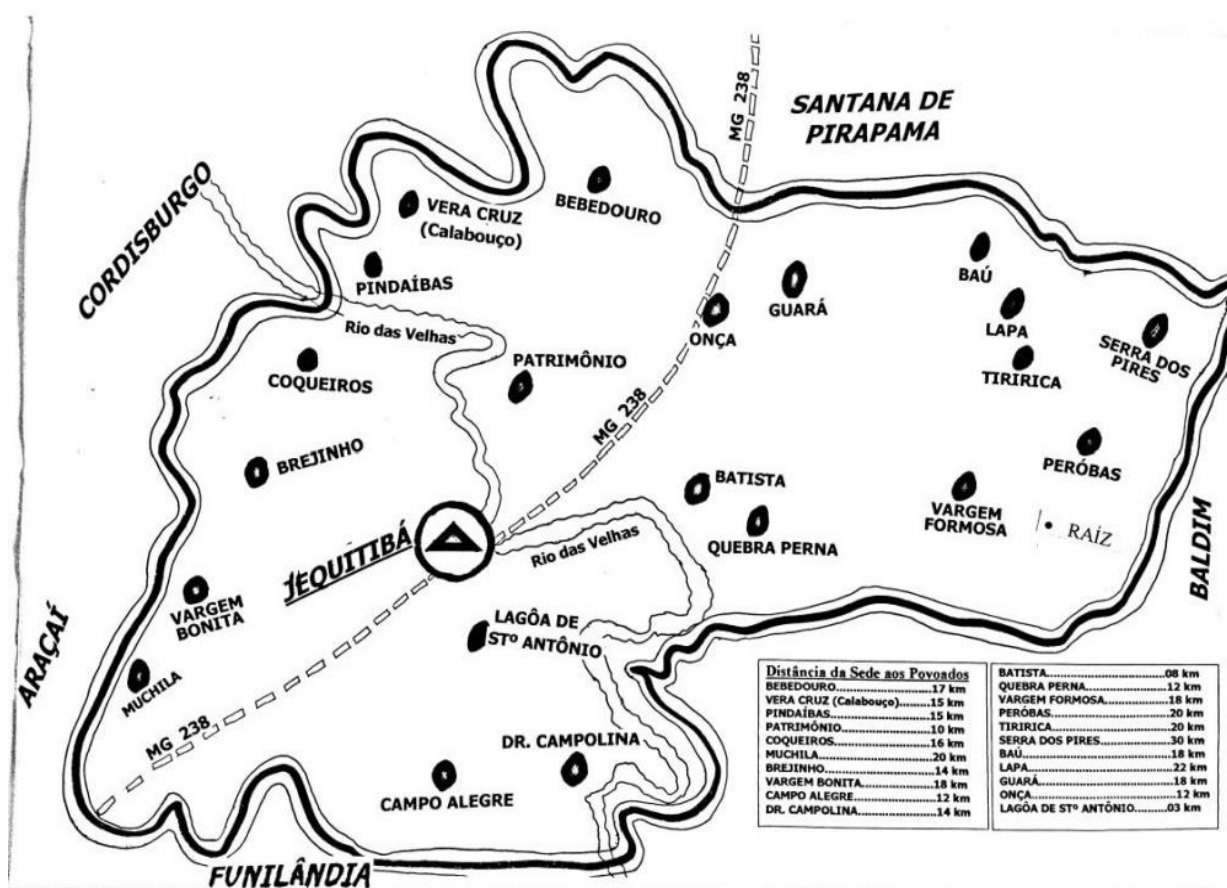 SANTANA DE
PIRAPAMA
MG 238
CORDISBURGO
VERA CRUZ
(Calabouço)
BEBEDOURO
PINDAÍBAS
BAÚ
GUARÁ
Rio das Velhas
ONÇA
LAPA
SERRA DOS
PIRES
COQUEIROS
PATRIMÔNIO
TIRIRICA
MG 238
BREJINHO
BATISTA
PERÓBAS
VARGEM
FORMOSA
RAÍZ
JEQUITIBÁ
Rio das Velhas
QUEBRA PERNA
BALDIM
VARGEM
BONITA
LAGÔA DE
STº ANTÔNIO
ARAÇAÍ
MUCHILA
MG 238
DR. CAMPOLINA
CAMPO ALEGRE
FUNILÂNDIA
Distância da Sede aos Povoados
BEBEDOURO..................17 km
VERA CRUZ (Calabouço).....15 km
PINDAÍBAS....................15 km
PATRIMÔNIO..................10 km
COQUEIROS...................16 km
MUCHILA......................20 km
BREJINHO.....................14 km
VARGEM BONITA.............18 km
CAMPO ALEGRE..............12 km
DR. CAMPOLINA..............14 km
BATISTA.......................08 km
QUEBRA PERNA...............12 km
VARGEM FORMOSA............18 km
PERÓBAS......................20 km
TIRIRICA......................20 km
SERRA DOS PIRES............30 km
BAÚ...........................18 km
LAPA..........................22 km
GUARÁ........................18 km
ONÇA..........................12 km
LAGÔA DE STº ANTÔNIO.....03 km